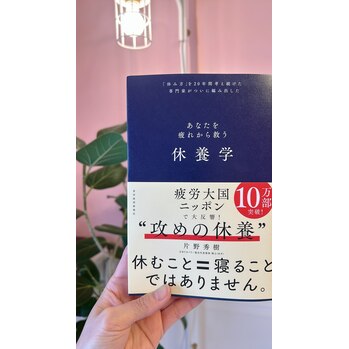 「休み方」を20年間考え続けた
専門家がついに編み出した
あなたを
疲れから救う
休養学
疲労大国
ニッポン
で大反響!
10万部
突破!
“攻めの休養”
片野秀樹
休むこと=寝ること
ではありません。